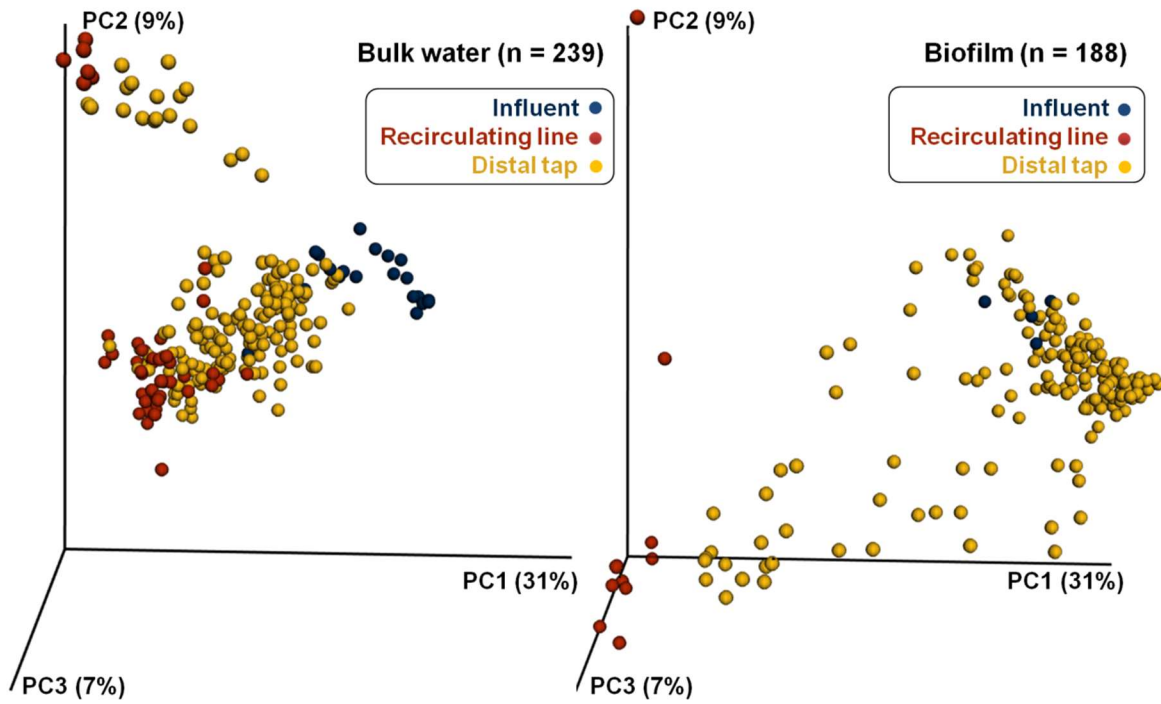 PC2 (9%)
Bulk water (n = 239)
Influent
Recirculating line
Distal tap
PC1 (31%)
PC3 (7%)
PC2 (9%)
Biofilm (n = 188)
Influent
Recirculating line
Distal tap
PC1 (31%)
PC3 (7%)